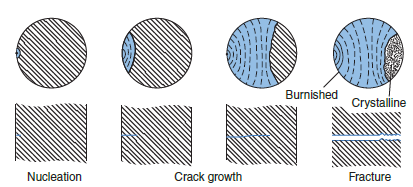 Burnished
Crystalline
Nucleation
Crack growth
Fracture